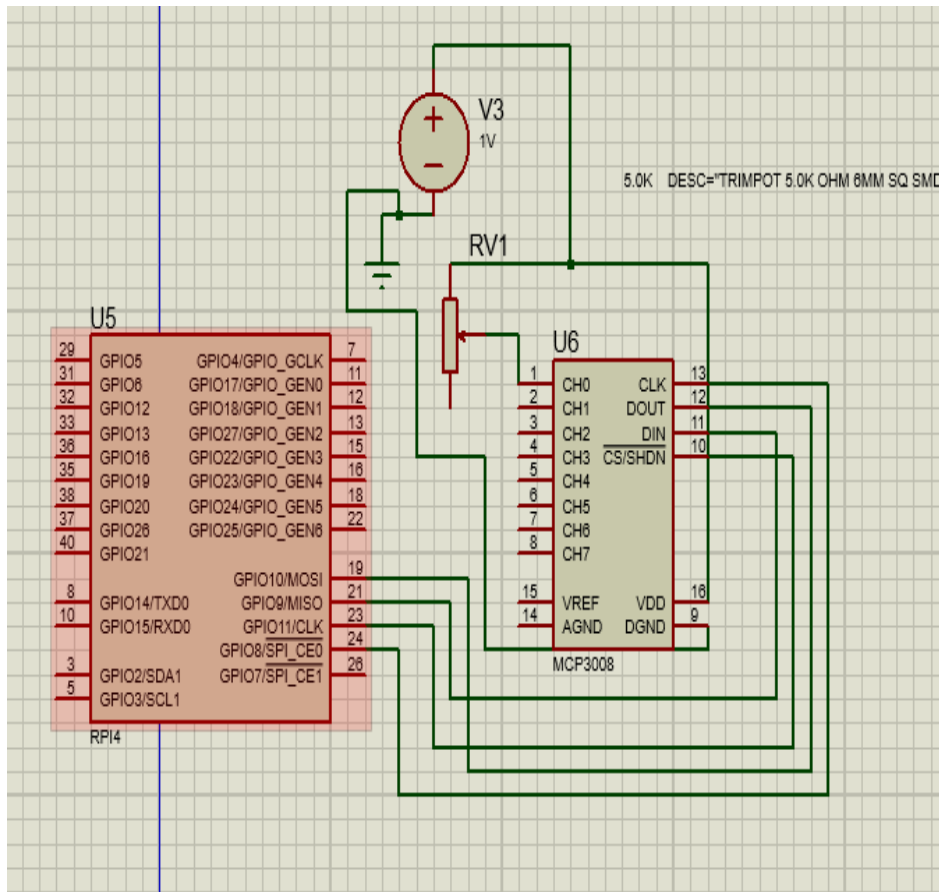 V3
1V
5.0K DESC="TRIMPOT 5.0K OHM 6MM SQ SMD
RV1
U5
29 GPIO5 GPIO4/GPIO_GCLK 7
31 GPIO6 GPIO17/GPIO_GEN0 11
32 GPIO12 GPIO18/GPIO_GEN1 12
33 GPIO13 GPIO27/GPIO_GEN2 13
36 GPIO16 GPIO22/GPIO_GEN3 15
35 GPIO19 GPIO23/GPIO_GEN4 16
38 GPIO20 GPIO24/GPIO_GEN5 18
37 GPIO26 GPIO25/GPIO_GEN6 22
40 GPIO21
GPIO10/MOSI 19
8 GPIO14/TXD0 GPIO9/MISO 21
10 GPIO15/RXD0 GPIO11/CLK 23
GPIO8/SPI_CE0 24
3 GPIO2/SDA1 GPIO7/SPI_CE1 26
5 GPIO3/SCL1
RPI4
U6
1 CH0 CLK 13
2 CH1 DOUT 12
3 CH2 DIN 11
4 CH3 CS/SHDN 10
5 CH4
6 CH5
7 CH6
8 CH7
15 VREF VDD 16
14 AGND DGND 9
MCP3008